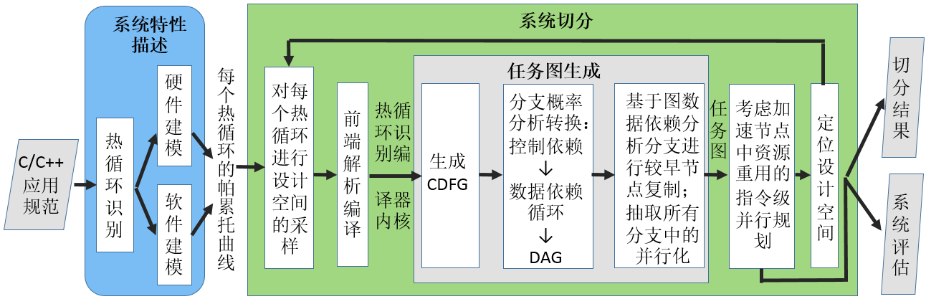 系统特性
描述
硬件建模
热循环识别
软件建模
C/C++
应用
规范
每个热循环的帕累托曲线
系统切分
对每
个热
循环
进行
设计
空间
的采
样
前端解析编译
热循
环识
别编
译器
内核
任务图生成
生成
CDFG
分支概率
分析转换:
控制依赖
↓
数据依赖
循环
↓
DAG
基于图数
据依赖分
析分支进
行较早节
点复制;
抽取所有
分支中的
并行化
任务图
考虑加
速节点
中资源
重用的
指令级
并行规
划
定位设计空间
切分结果
系统评估